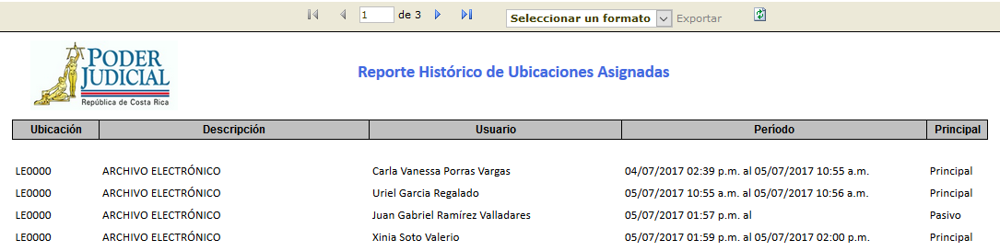 1 de 3 Seleccionar un formato Exportar
PODER
JUDICIAL
República de Costa Rica
Reporte Histórico de Ubicaciones Asignadas
Ubicación Descripción Usuario Período Principal
LE0000 ARCHIVO ELECTRÓNICO Carla Vanessa Porras Vargas 04/07/2017 02:39 p.m. al 05/07/2017 10:55 a.m. Principal
LE0000 ARCHIVO ELECTRÓNICO Uriel Garcia Regalado 05/07/2017 10:55 a.m. al 05/07/2017 10:56 a.m. Principal
LE0000 ARCHIVO ELECTRÓNICO Juan Gabriel Ramírez Valladares 05/07/2017 01:57 p.m. al Pasivo
LE0000 ARCHIVO ELECTRÓNICO Xinia Soto Valerio 05/07/2017 01:59 p.m. al 05/07/2017 02:00 p.m. Principal